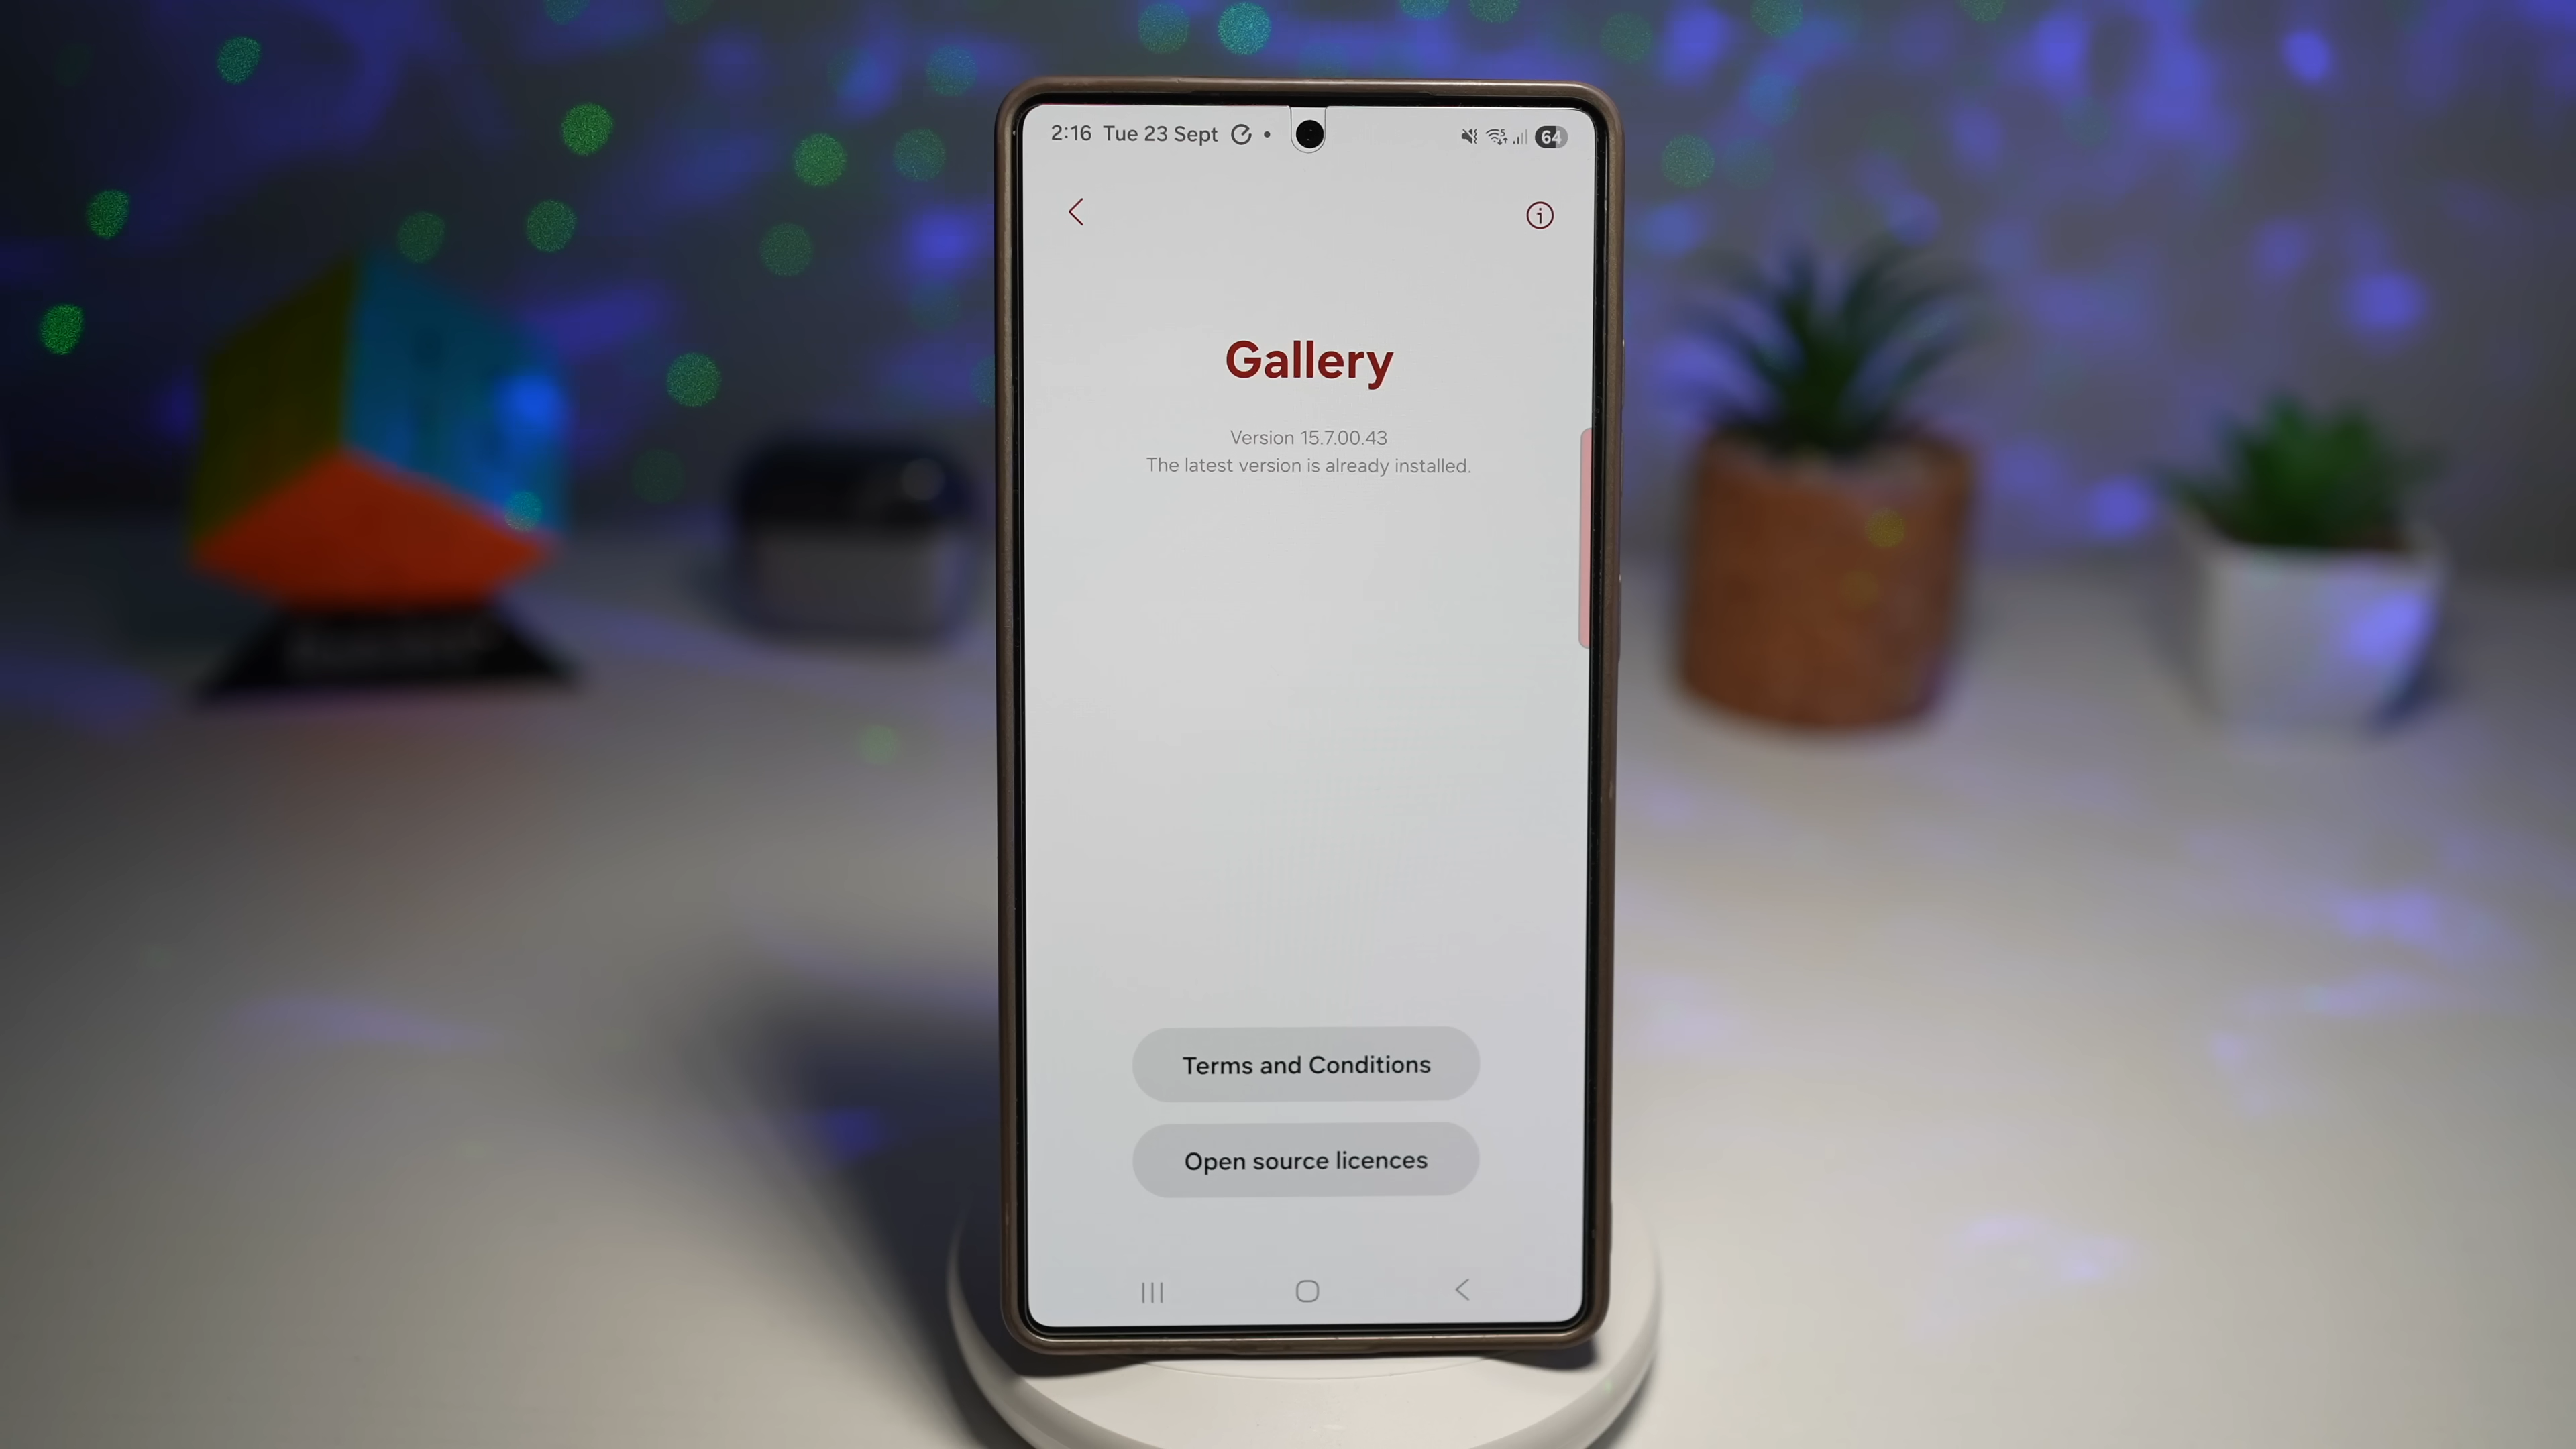 2:16 Tue 23 Sept
64
Gallery
Version 15.7.00.43
The latest version is already installed.
Terms and Conditions
Open source licences